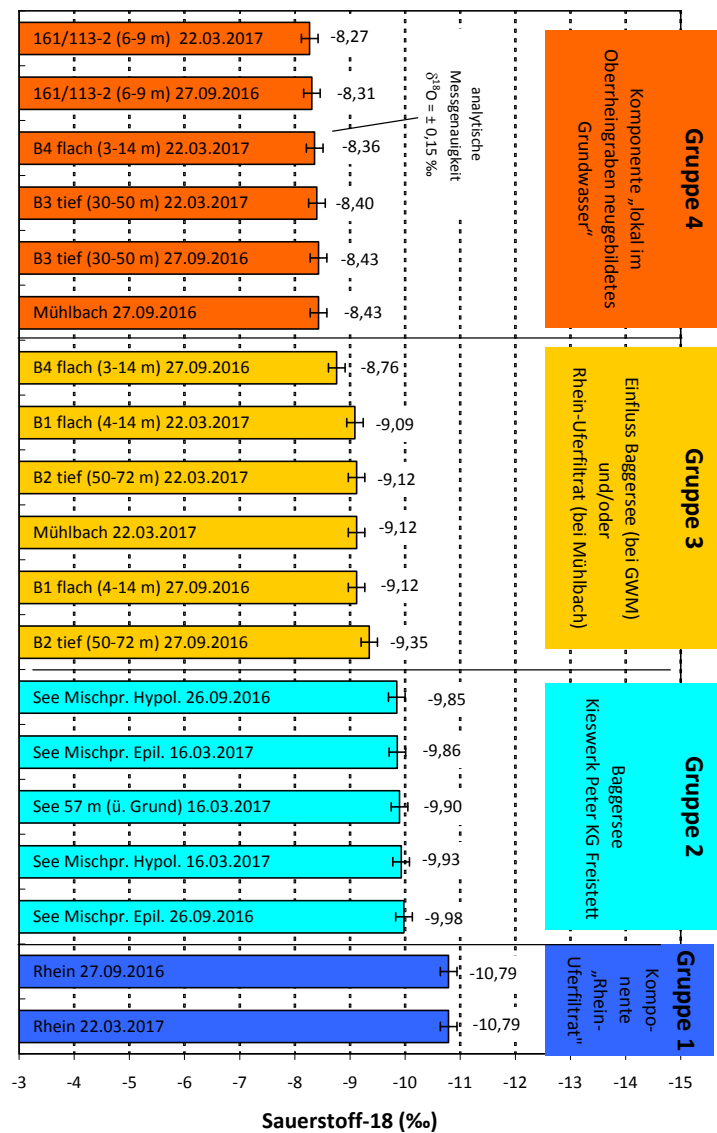 161/113-2 (6-9 m) 22.03.2017
-8,27
161/113-2 (6-9 m) 27.09.2016
-8,31
B4 flach (3-14 m) 22.03.2017
-8,36
B3 tief (30-50 m) 22.03.2017
-8,40
B3 tief (30-50 m) 27.09.2016
-8,43
Mühlbach 27.09.2016
-8,43
analytische
Messgenauigkeit
δ¹⁸O = ± 0,15 ‰
Gruppe 4
Komponente „lokal im
Oberrheingraben neugebildetes
Grundwasser“
B4 flach (3-14 m) 27.09.2016
-8,76
B1 flach (4-14 m) 22.03.2017
-9,09
B2 tief (50-72 m) 22.03.2017
-9,12
Mühlbach 22.03.2017
-9,12
B1 flach (4-14 m) 27.09.2016
-9,12
B2 tief (50-72 m) 27.09.2016
-9,35
Gruppe 3
Einfluss Baggersee (bei GWM)
und/oder
Rhein-Uferfiltrat (bei Mühlbach)
See Mischpr. Hypol. 26.09.2016
-9,85
See Mischpr. Epil. 16.03.2017
-9,86
See 57 m (ü. Grund) 16.03.2017
-9,90
See Mischpr. Hypol. 16.03.2017
-9,93
See Mischpr. Epil. 26.09.2016
-9,98
Gruppe 2
Baggersee
Kieswerk Peter KG Freistett
Rhein 27.09.2016
-10,79
Rhein 22.03.2017
-10,79
Gruppe 1
Kompo-
nente
„Rhein-
Uferfiltrat"
-3 -4 -5 -6 -7 -8 -9 -10 -11 -12 -13 -14 -15
Sauerstoff-18 (‰)